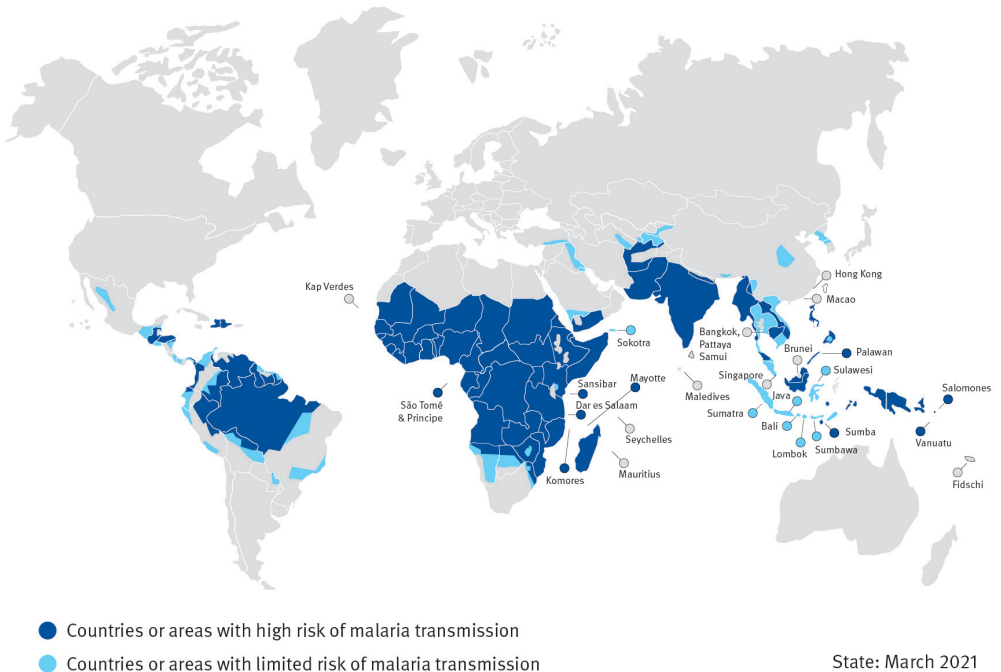 Kap Verdes
São Tomé
& Principe
Sokotra
Sansibar
Mayotte
Dar es Salaam
Seychelles
Mauritius
Komores
Maledives
Hong Kong
Macao
Bangkok,
Pattaya
Samui
Brunei
Palawan
Singapore
Sulawesi
Java
Sumatra
Bali
Lombok
Sumbawa
Sumba
Salomones
Vanuatu
Fidschi
Countries or areas with high risk of malaria transmission
Countries or areas with limited risk of malaria transmission
State: March 2021